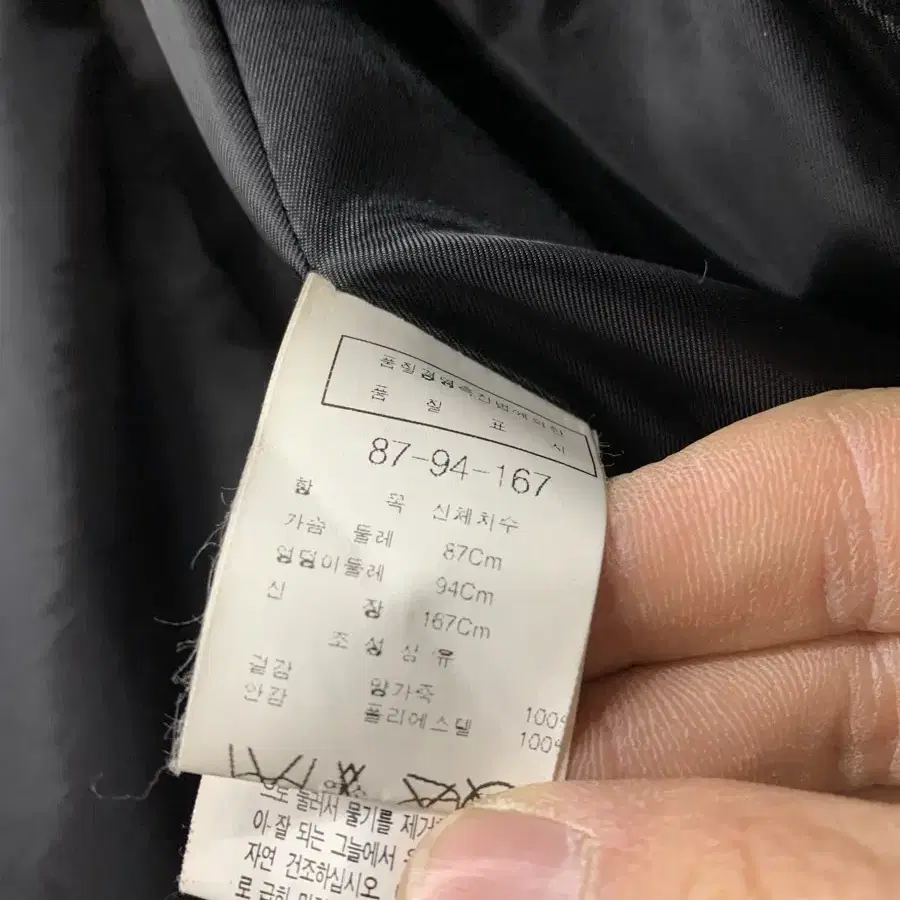 품질경영촉진법에의한
품 질 표 시
87-94-167
항 목 신체치수
가슴 둘레 87Cm
엉덩이둘레 94Cm
신 장 167Cm
조 성 섬 유
겉감 양가죽 100%
안감 폴리에스텔 100%
눌러서 물기를 제거
잘 되는 그늘에서
자연 건조하십시오